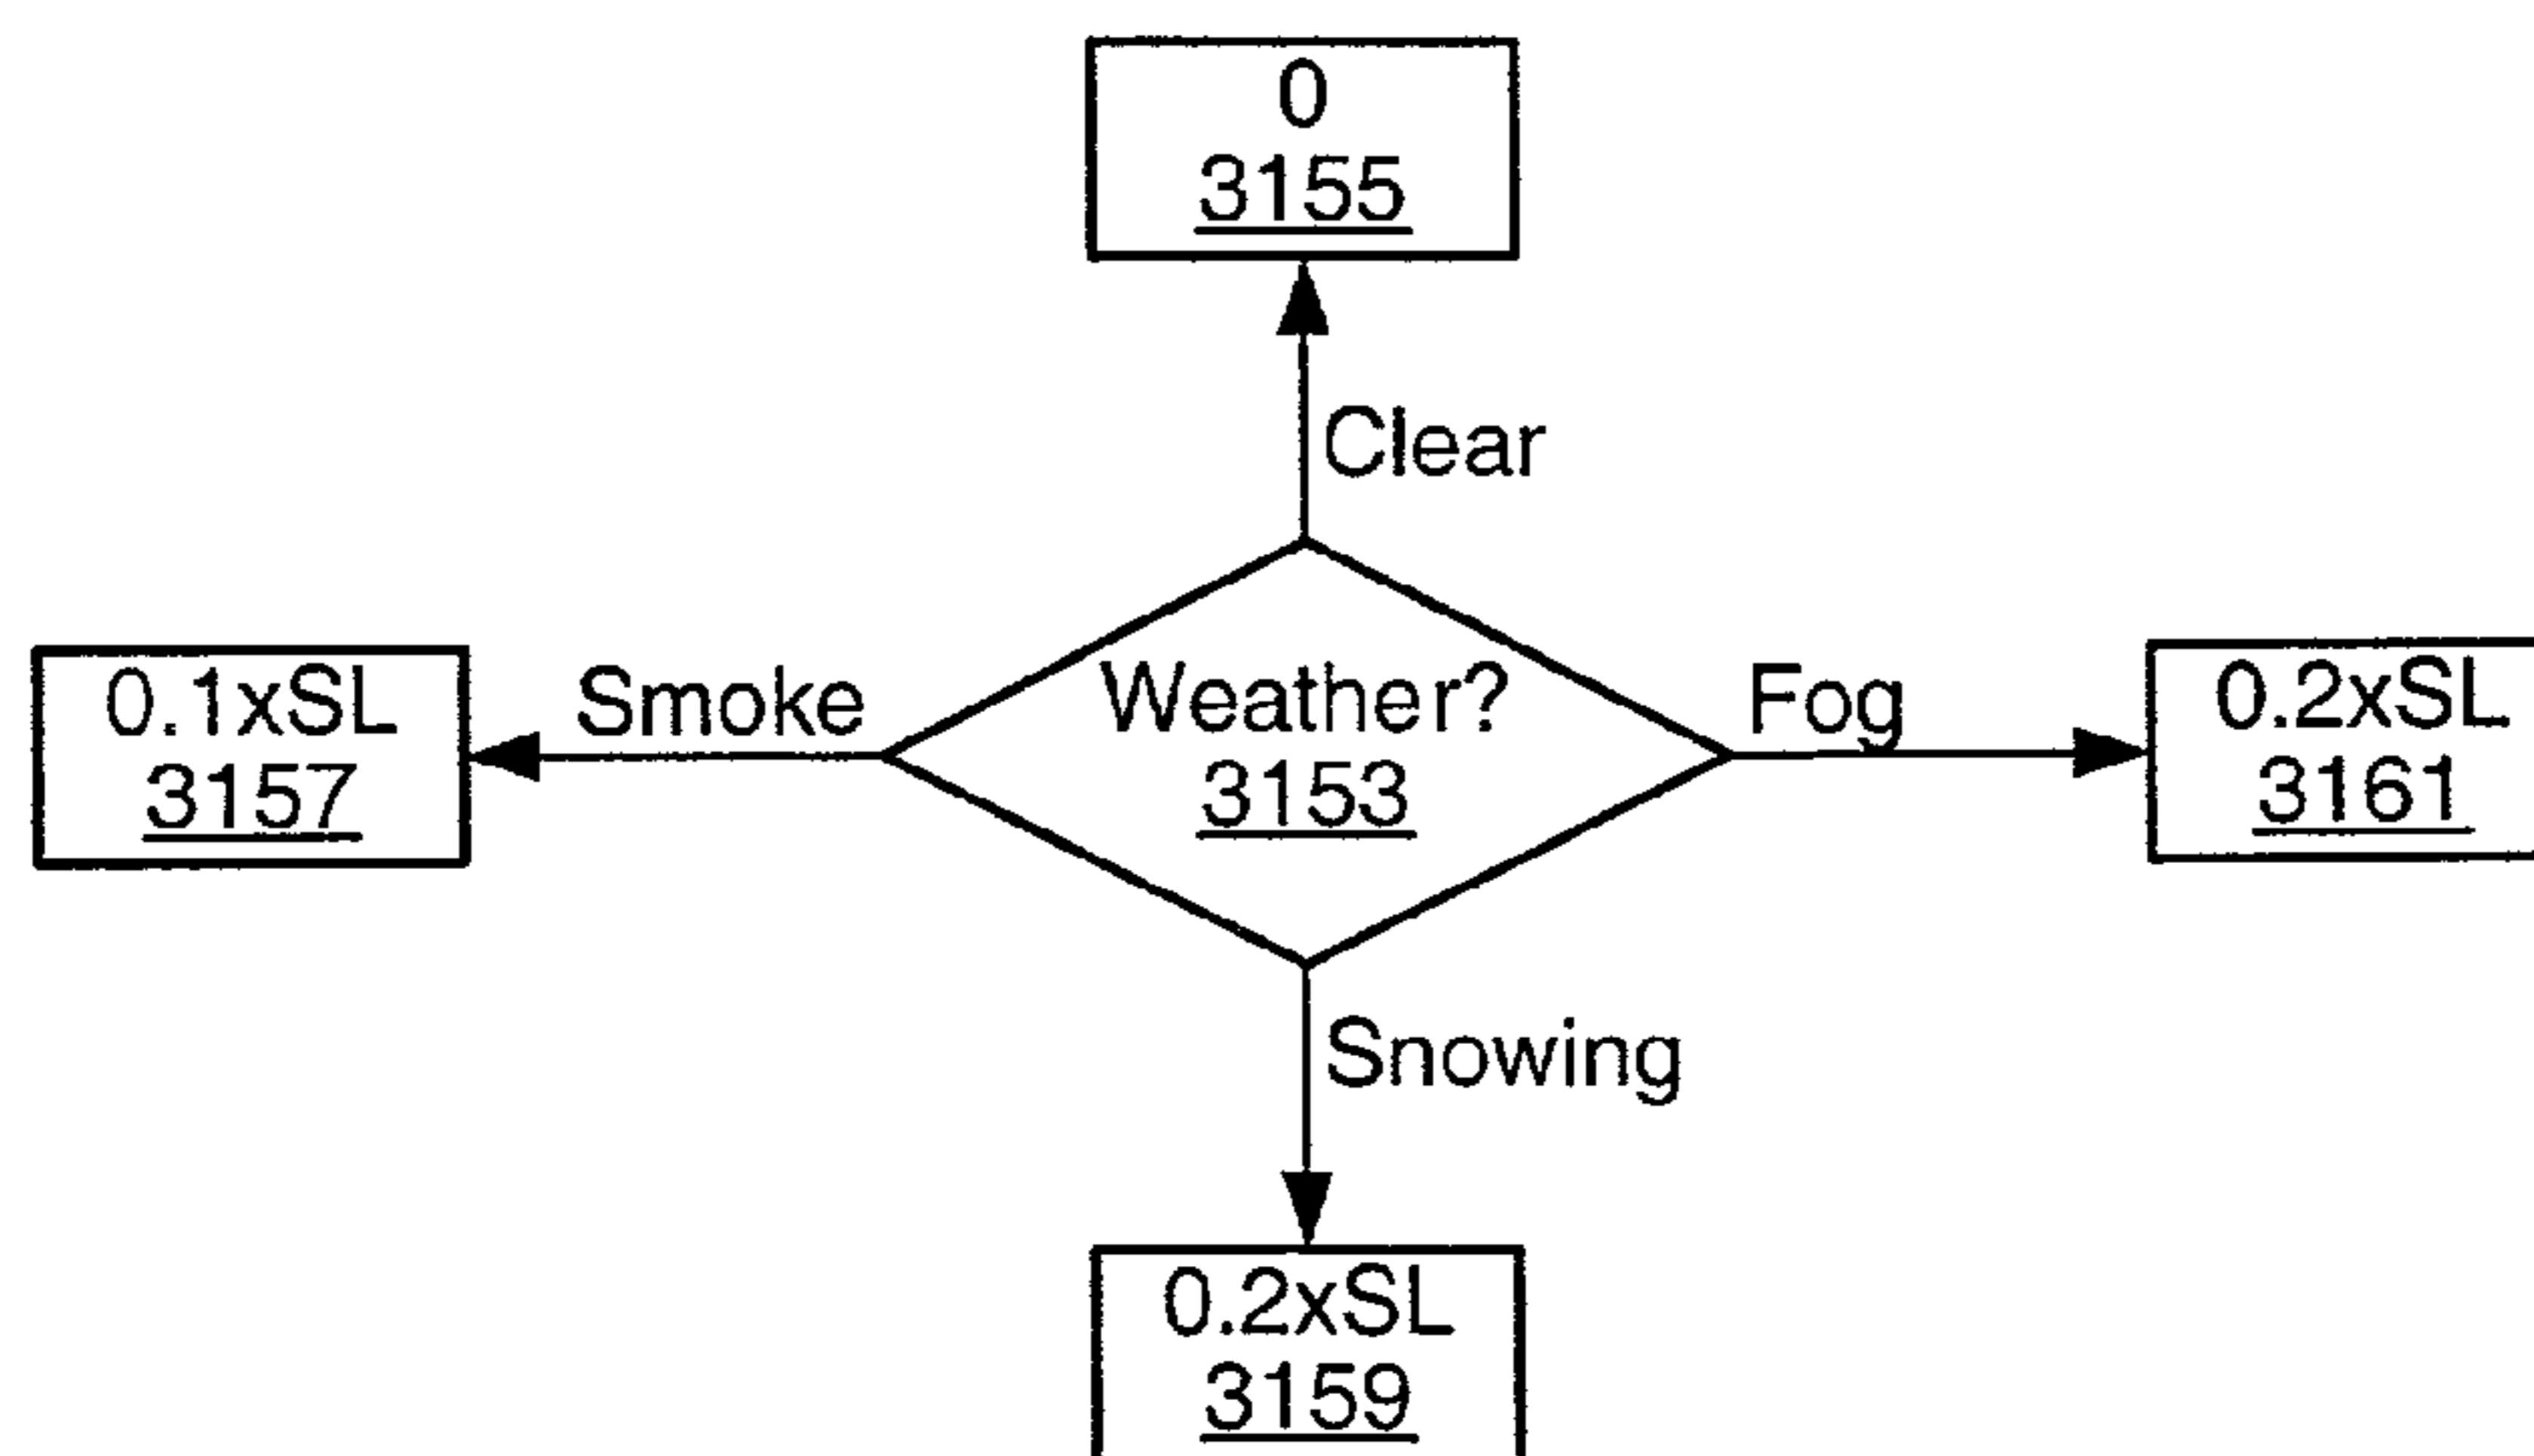 0
3155
Clear
0.1xSL
3157
Smoke
Weather?
3153
Fog
0.2xSL
3161
Snowing
0.2xSL
3159